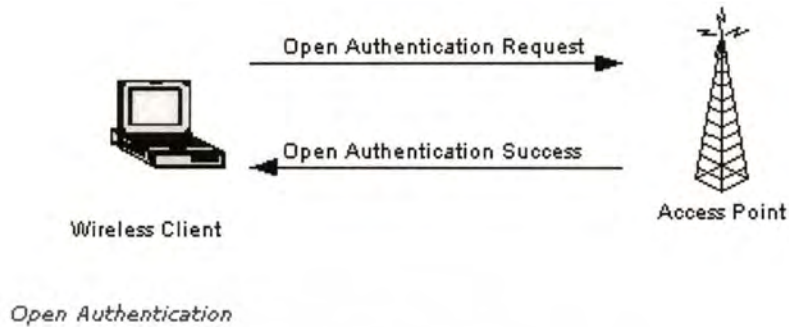 Open Authentication Request
Open Authentication Success
Wireless Client
Access Point
Open Authentication